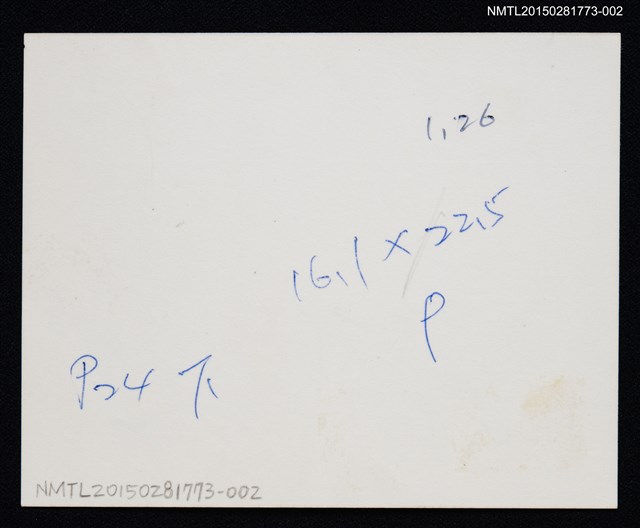 NMTL20150281773-002
1,26
16,1 × 22,5
P
P24 下
NMTL20150281773-002